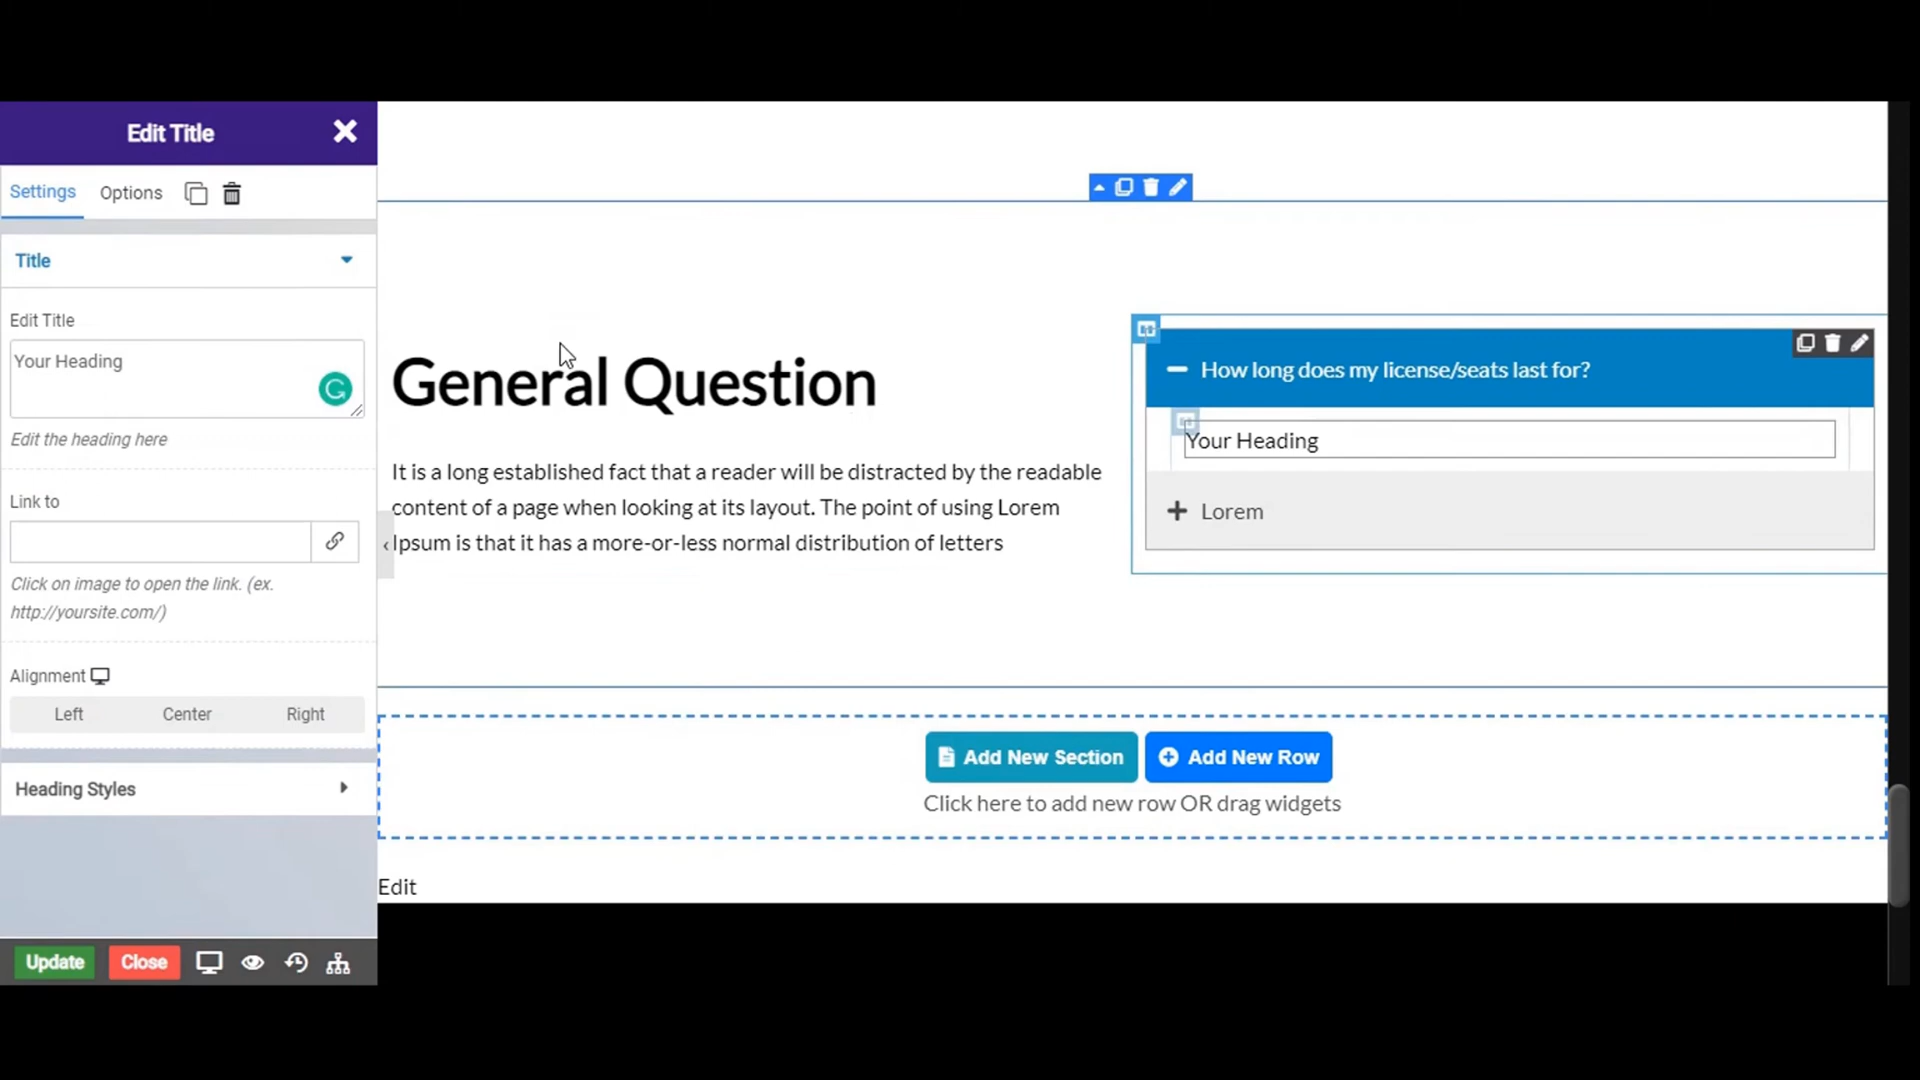 Edit Title
Settings
Options
Title
Edit Title
Your Heading
Edit the heading here
Link to
Click on image to open the link. (ex.
http://yoursite.com/)
Alignment
Left
Center
Right
Heading Styles
Update
Close
General Question
It is a long established fact that a reader will be distracted by the readable
content of a page when looking at its layout. The point of using Lorem
Ipsum is that it has a more-or-less normal distribution of letters
How long does my license/seats last for?
Your Heading
Lorem
Add New Section
Add New Row
Click here to add new row OR drag widgets
Edit